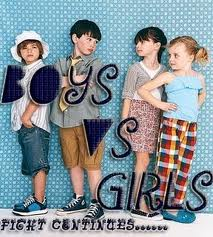 BOYS
VS
GIRLS
FIGHT CONTINUES......